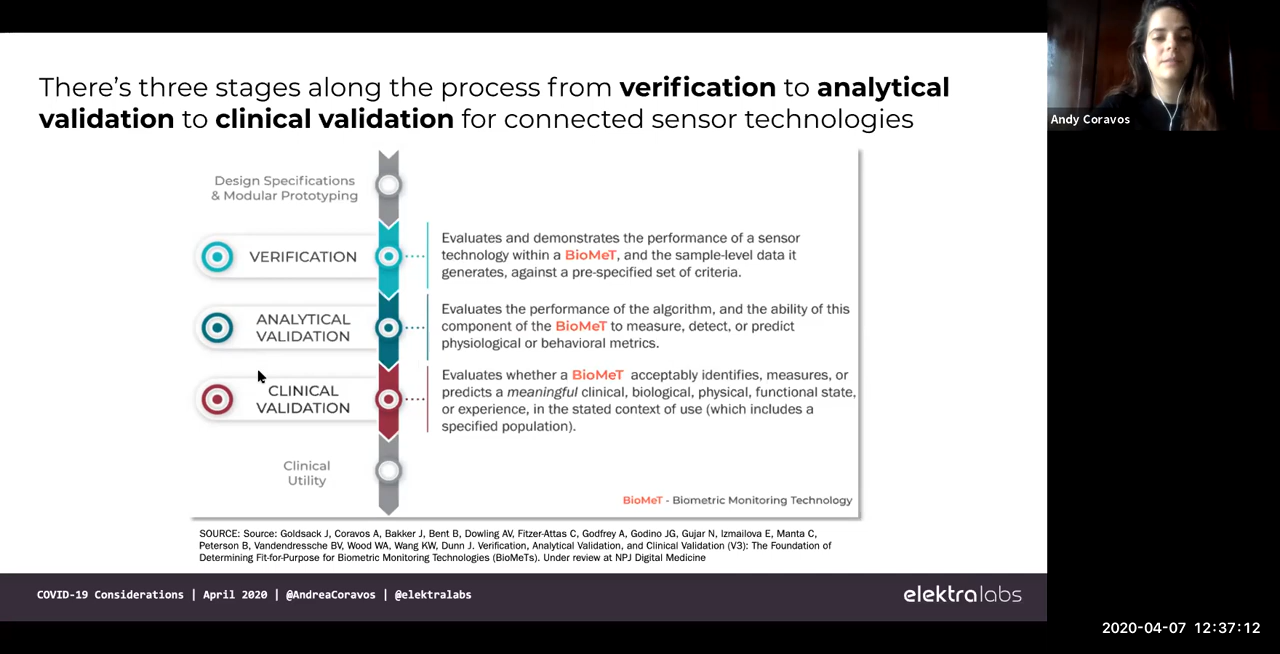 There's three stages along the process from verification to analytical
validation to clinical validation for connected sensor technologies
Andy Coravos
Design Specifications
& Modular Prototyping
VERIFICATION
Evaluates and demonstrates the performance of a sensor
technology within a BioMeT, and the sample-level data it
generates, against a pre-specified set of criteria.
ANALYTICAL
VALIDATION
Evaluates the performance of the algorithm, and the ability of this
component of the BioMeT to measure, detect, or predict
physiological or behavioral metrics.
CLINICAL
VALIDATION
Evaluates whether a BioMeT acceptably identifies, measures, or
predicts a meaningful clinical, biological, physical, functional state,
or experience, in the stated context of use (which includes a
specified population).
Clinical
Utility
BioMeT - Biometric Monitoring Technology
SOURCE: Source: Goldsack J, Coravos A, Bakker J, Bent B, Dowling AV, Fitzer-Attas C, Godfrey A, Godino JG, Gujar N, Izmailova E, Manta C,
Peterson B, Vandendressche BV, Wood WA, Wang KW, Dunn J. Verification, Analytical Validation, and Clinical Validation (V3): The Foundation of
Determining Fit-for-Purpose for Biometric Monitoring Technologies (BioMeTs). Under review at NPJ Digital Medicine
COVID-19 Considerations | April 2020 | @AndreaCoravos | @elektralabs
elektralabs
2020-04-07 12:37:12